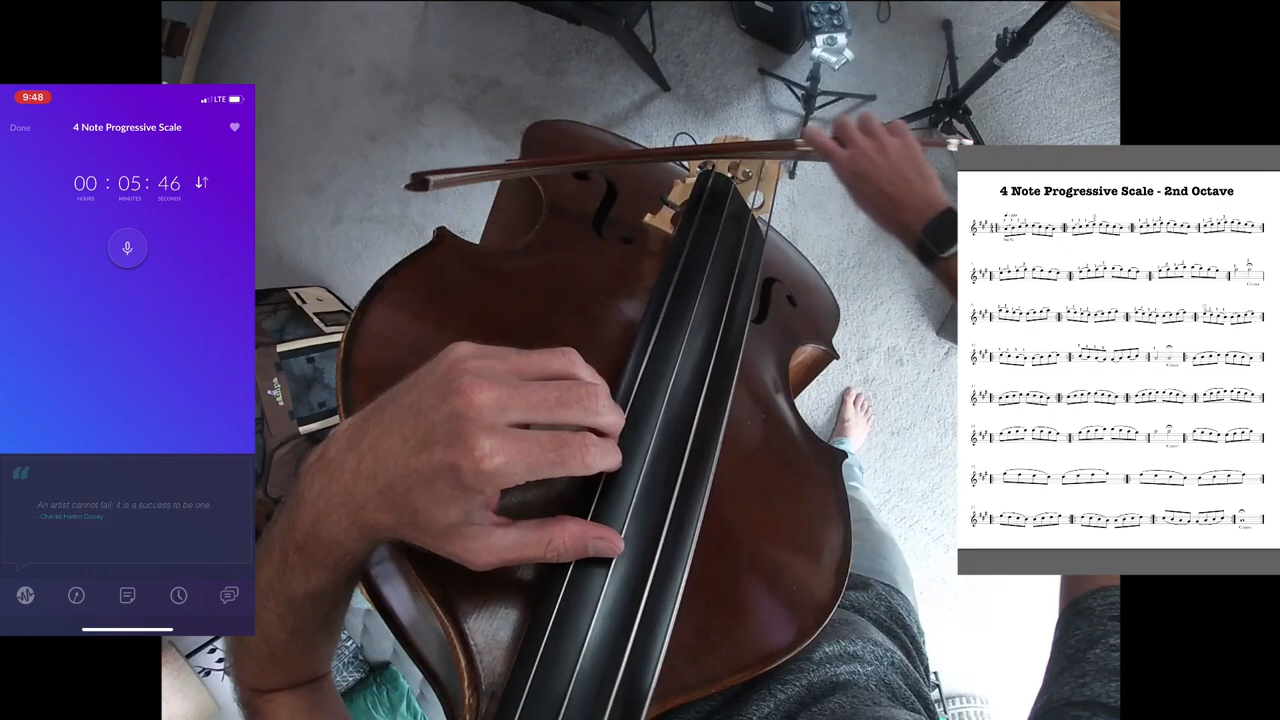 9:48
LTE
Done
4 Note Progressive Scale
00 : 05 : 46
HOURS
MINUTES
SECONDS
“
An artist cannot fail; it is a success to be one.
- Charles Horton Cooley
4 Note Progressive Scale - 2nd Octave